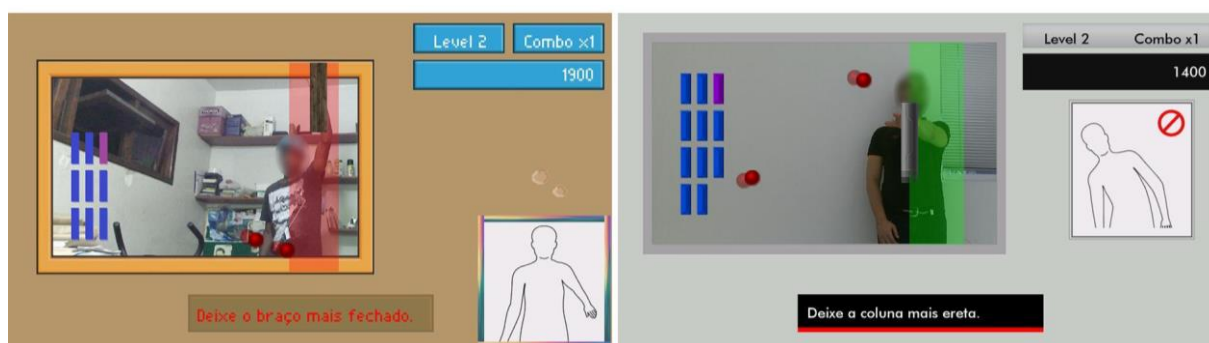 Level 2
Combo x1
1900
Deixe o braço mais fechado.
Level 2
Combo x1
1400
Deixe a coluna mais ereta.